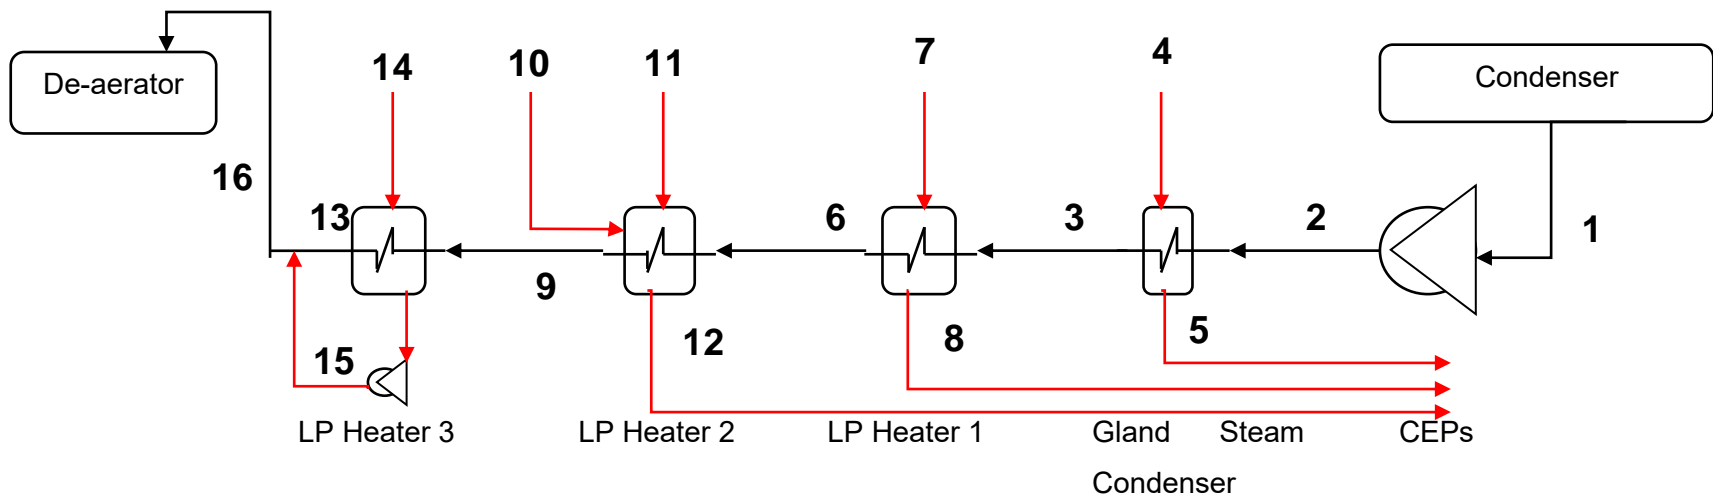 14 10 11 7 4
De-aerator Condenser
16 13 6 3 2 1
9
15 12 8 5
LP Heater 3 LP Heater 2 LP Heater 1 Gland Steam CEPs
Condenser